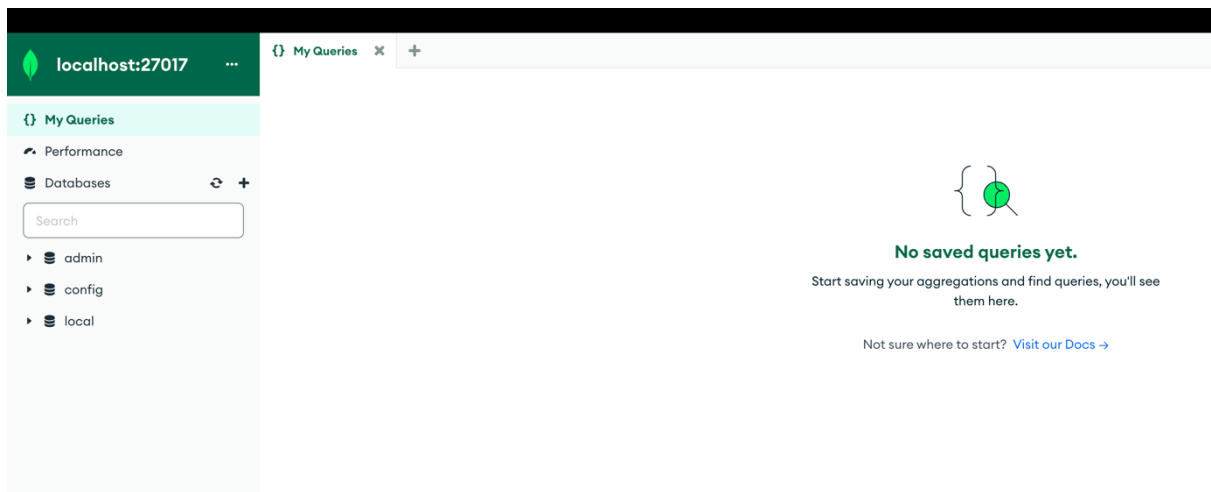 localhost:27017 ...
{} My Queries
My Queries
Performance
Databases
Search
admin
config
local
No saved queries yet.
Start saving your aggregations and find queries, you'll see
them here.
Not sure where to start? Visit our Docs →